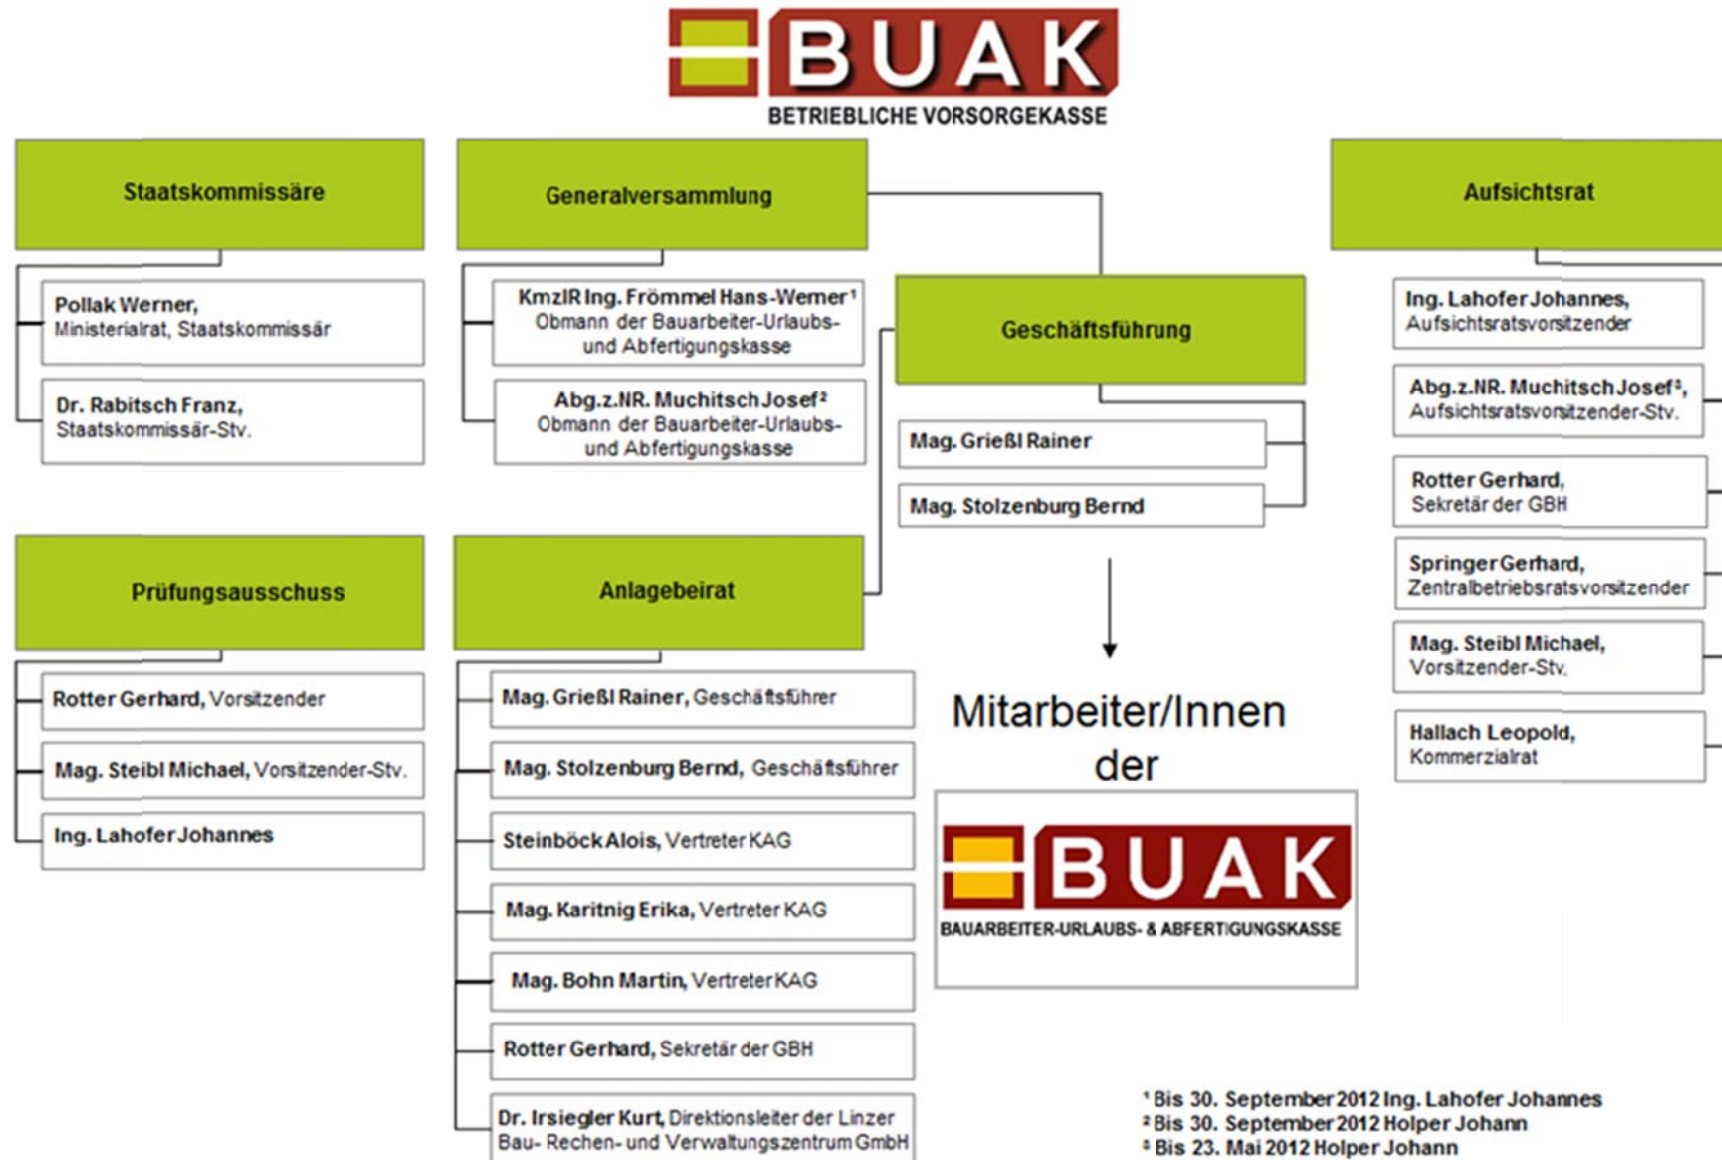 BUAK
BETRIEBLICHE VORSORGEKASSE
Staatskommissäre
Pollak Werner,
Ministerialrat, Staatskommissär
Dr. Rabitsch Franz,
Staatskommissär-Stv.
Generalversammlung
KmzlR Ing. Frömmel Hans-Werner¹
Obmann der Bauarbeiter-Urlaubs-
und Abfertigungskasse
Abg.z.NR. Muchitsch Josef²
Obmann der Bauarbeiter-Urlaubs-
und Abfertigungskasse
Geschäftsführung
Mag. Grießl Rainer
Mag. Stolzenburg Bernd
Aufsichtsrat
Ing. Lahofer Johannes,
Aufsichtsratsvorsitzender
Abg.z.NR. Muchitsch Josef³,
Aufsichtsratsvorsitzender-Stv.
Rotter Gerhard,
Sekretär der GBH
Springer Gerhard,
Zentralbetriebsratsvorsitzender
Mag. Steibl Michael,
Vorsitzender-Stv.
Hallach Leopold,
Kommerzialrat
Prüfungsausschuss
Rotter Gerhard, Vorsitzender
Mag. Steibl Michael, Vorsitzender-Stv.
Ing. Lahofer Johannes
Anlagebeirat
Mag. Grießl Rainer, Geschäftsführer
Mag. Stolzenburg Bernd, Geschäftsführer
Steinböck Alois, Vertreter KAG
Mag. Karitnig Erika, Vertreter KAG
Mag. Bohn Martin, Vertreter KAG
Rotter Gerhard, Sekretär der GBH
Dr. Irsiegler Kurt, Direktionsleiter der Linzer
Bau- Rechen- und Verwaltungszentrum GmbH
Mitarbeiter/Innen
der
BUAK
BAUARBEITER-URLAUBS- & ABFERTIGUNGSKASSE
¹ Bis 30. September 2012 Ing. Lahofer Johannes
² Bis 30. September 2012 Holper Johann
³ Bis 23. Mai 2012 Holper Johann